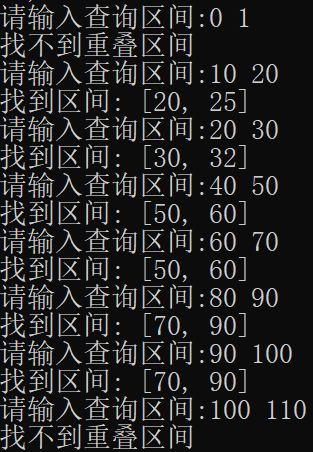 请输入查询区间:0 1
找不到重叠区间
请输入查询区间:10 20
找到区间: [20, 25]
请输入查询区间:20 30
找到区间: [30, 32]
请输入查询区间:40 50
找到区间: [50, 60]
请输入查询区间:60 70
找到区间: [50, 60]
请输入查询区间:80 90
找到区间: [70, 90]
请输入查询区间:90 100
找到区间: [70, 90]
请输入查询区间:100 110
找不到重叠区间